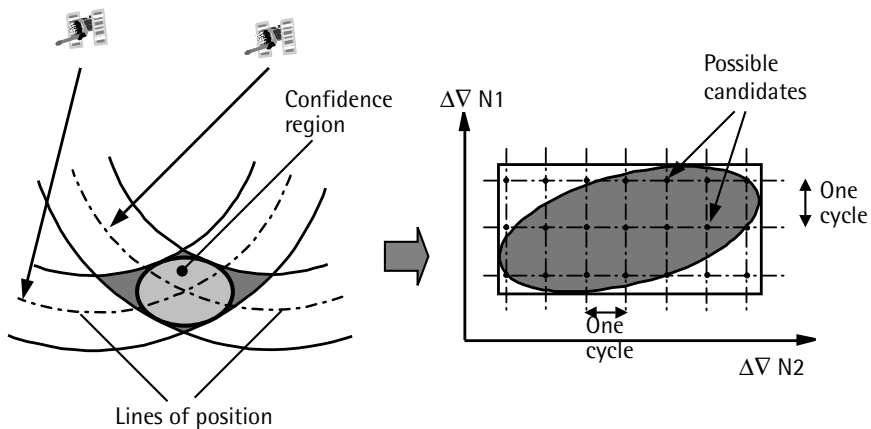 Confidence
region
Lines of position
Δ∇ N1
Possible
candidates
One
cycle
One
cycle
Δ∇ N2